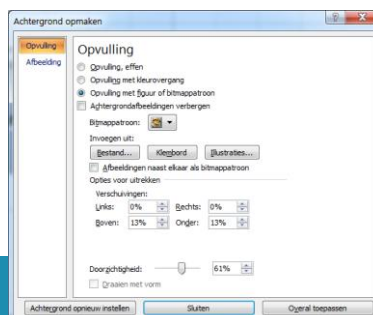 Achtergrond opmaken
Opvulling
Afbeelding
Opvulling
Opvulling, effen
Opvulling met kleurovergang
Opvulling met figuur of bitmappatroon
Achtergrondafbeeldingen verbergen
Bitmappatroon:
Invoegen uit:
Bestand... Klembord Illustraties...
Afbeeldingen naast elkaar als bitmappatroon
Opties voor uitrekken
Verschuivingen:
Links: 0% Rechts: 0%
Boven: 13% Onder: 13%
Doorzichtigheid: 61%
Draaien met vorm
Achtergrond opnieuw instellen Sluiten Overal toepassen